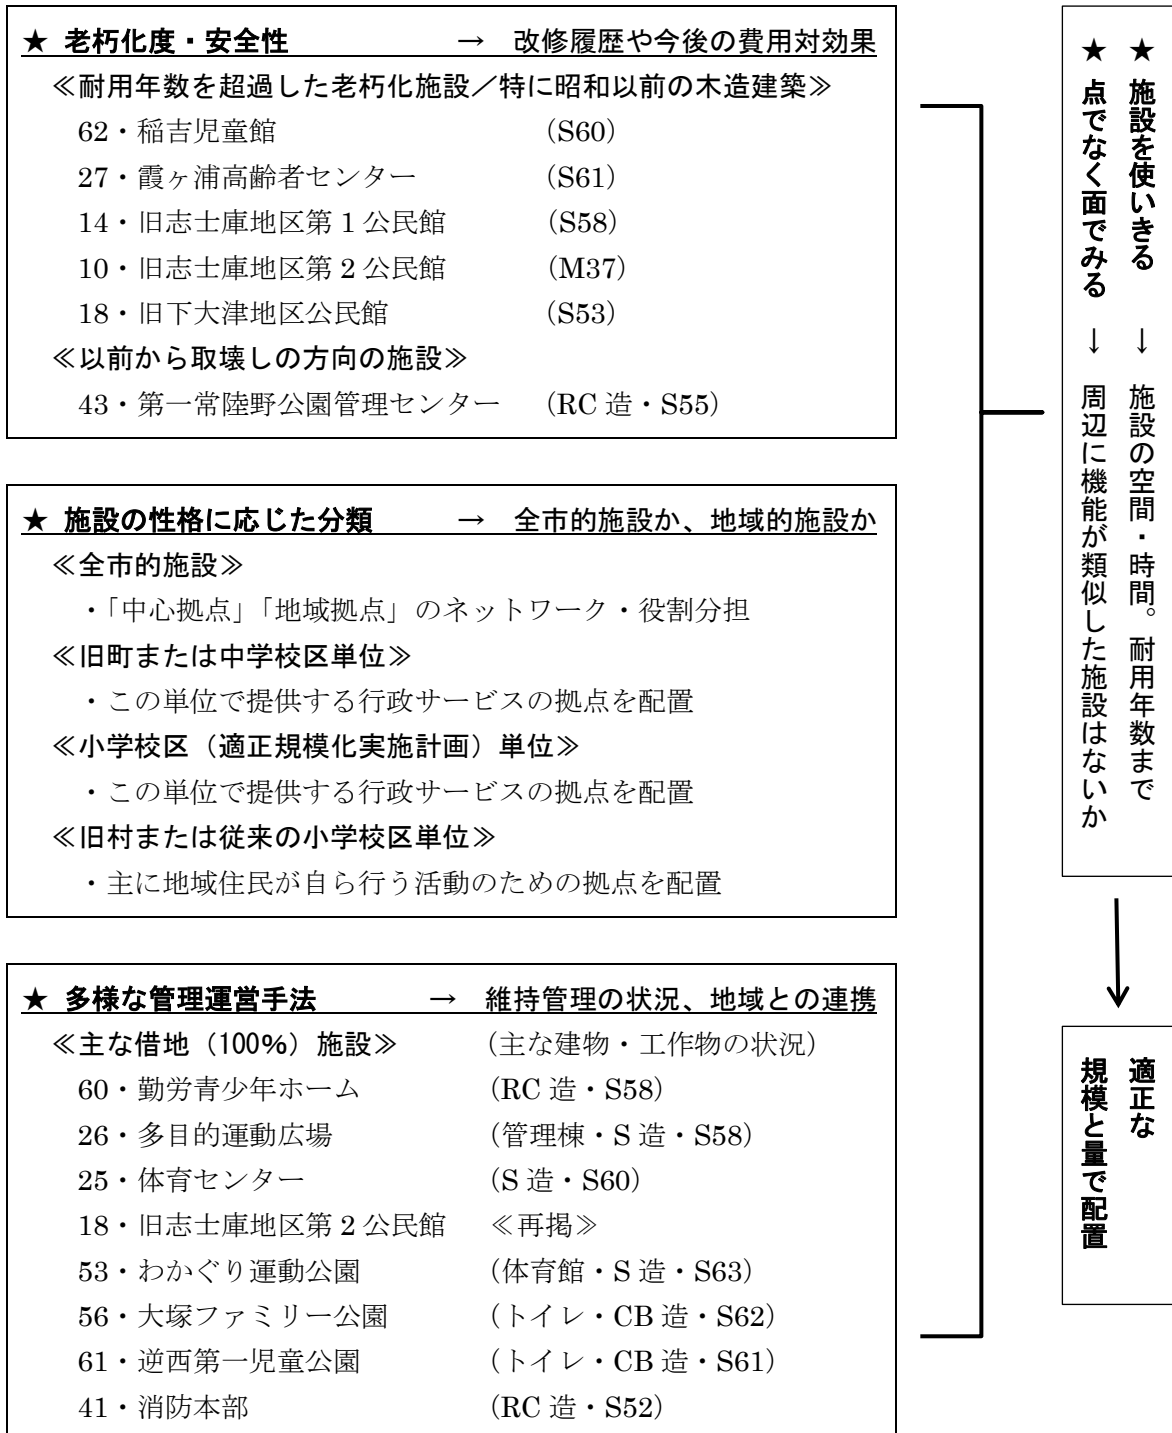 ★ 老朽化度・安全性 → 改修履歴や今後の費用対効果
≪耐用年数を超過した老朽化施設／特に昭和以前の木造建築≫
62・稲吉児童館 （S60）
27・霞ヶ浦高齢者センター （S61）
14・旧志士庫地区第 1 公民館 （S58）
10・旧志士庫地区第 2 公民館 （M37）
18・旧下大津地区公民館 （S53）
≪以前から取壊しの方向の施設≫
43・第一常陸野公園管理センター （RC 造・S55）
★ 施設の性格に応じた分類 → 全市的施設か、地域的施設か
≪全市的施設≫
・「中心拠点」「地域拠点」のネットワーク・役割分担
≪旧町または中学校区単位≫
・この単位で提供する行政サービスの拠点を配置
≪小学校区（適正規模化実施計画）単位≫
・この単位で提供する行政サービスの拠点を配置
≪旧村または従来の小学校区単位≫
・主に地域住民が自ら行う活動のための拠点を配置
★ 多様な管理運営手法 → 維持管理の状況、地域との連携
≪主な借地（100%）施設≫ （主な建物・工作物の状況）
60・勤労青少年ホーム （RC 造・S58）
26・多目的運動広場 （管理棟・S 造・S58）
25・体育センター （S 造・S60）
18・旧志士庫地区第 2 公民館 ≪再掲≫
53・わかぐり運動公園 （体育館・S 造・S63）
56・大塚ファミリー公園 （トイレ・CB 造・S62）
61・逆西第一児童公園 （トイレ・CB 造・S61）
41・消防本部 （RC 造・S52）
★ 施設を使いきる → 施設の空間・時間。耐用年数まで
★ 点でなく面でみる → 周辺に機能が類似した施設はないか
適正な
規模と量で配置